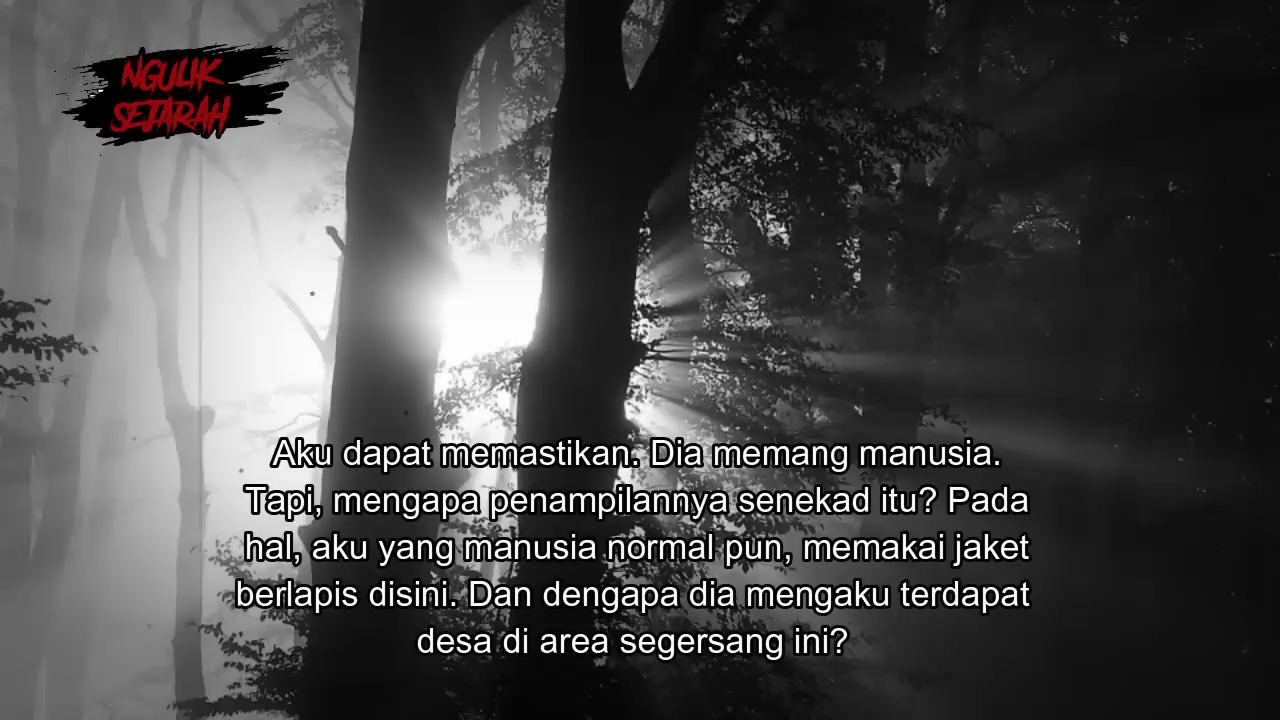 NGULIK
SEJARAH
Aku dapat memastikan. Dia memang manusia.
Tapi, mengapa penampilannya senekad itu? Pada
hal, aku yang manusia normal pun, memakai jaket
berlapis disini. Dan dengapa dia mengaku terdapat
desa di area segersang ini?